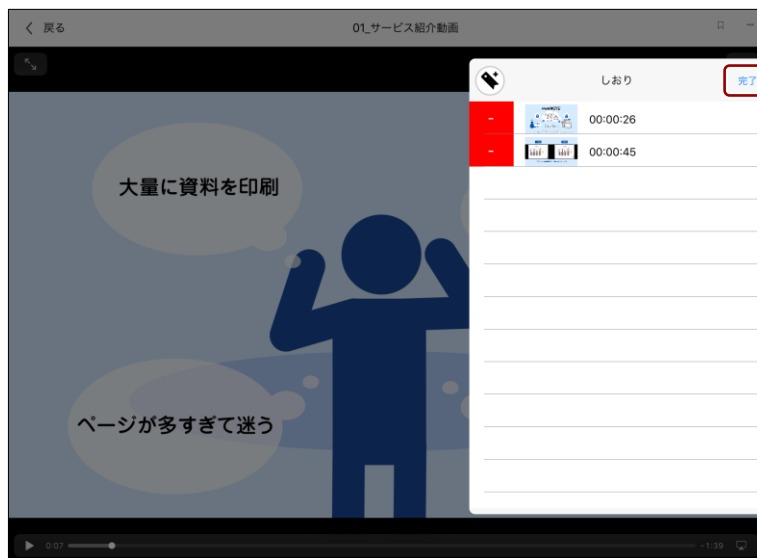 戻る
01_サービス紹介動画
しおり
完了
00:00:26
00:00:45
大量に資料を印刷
ページが多すぎて迷う
0:07
-1:39